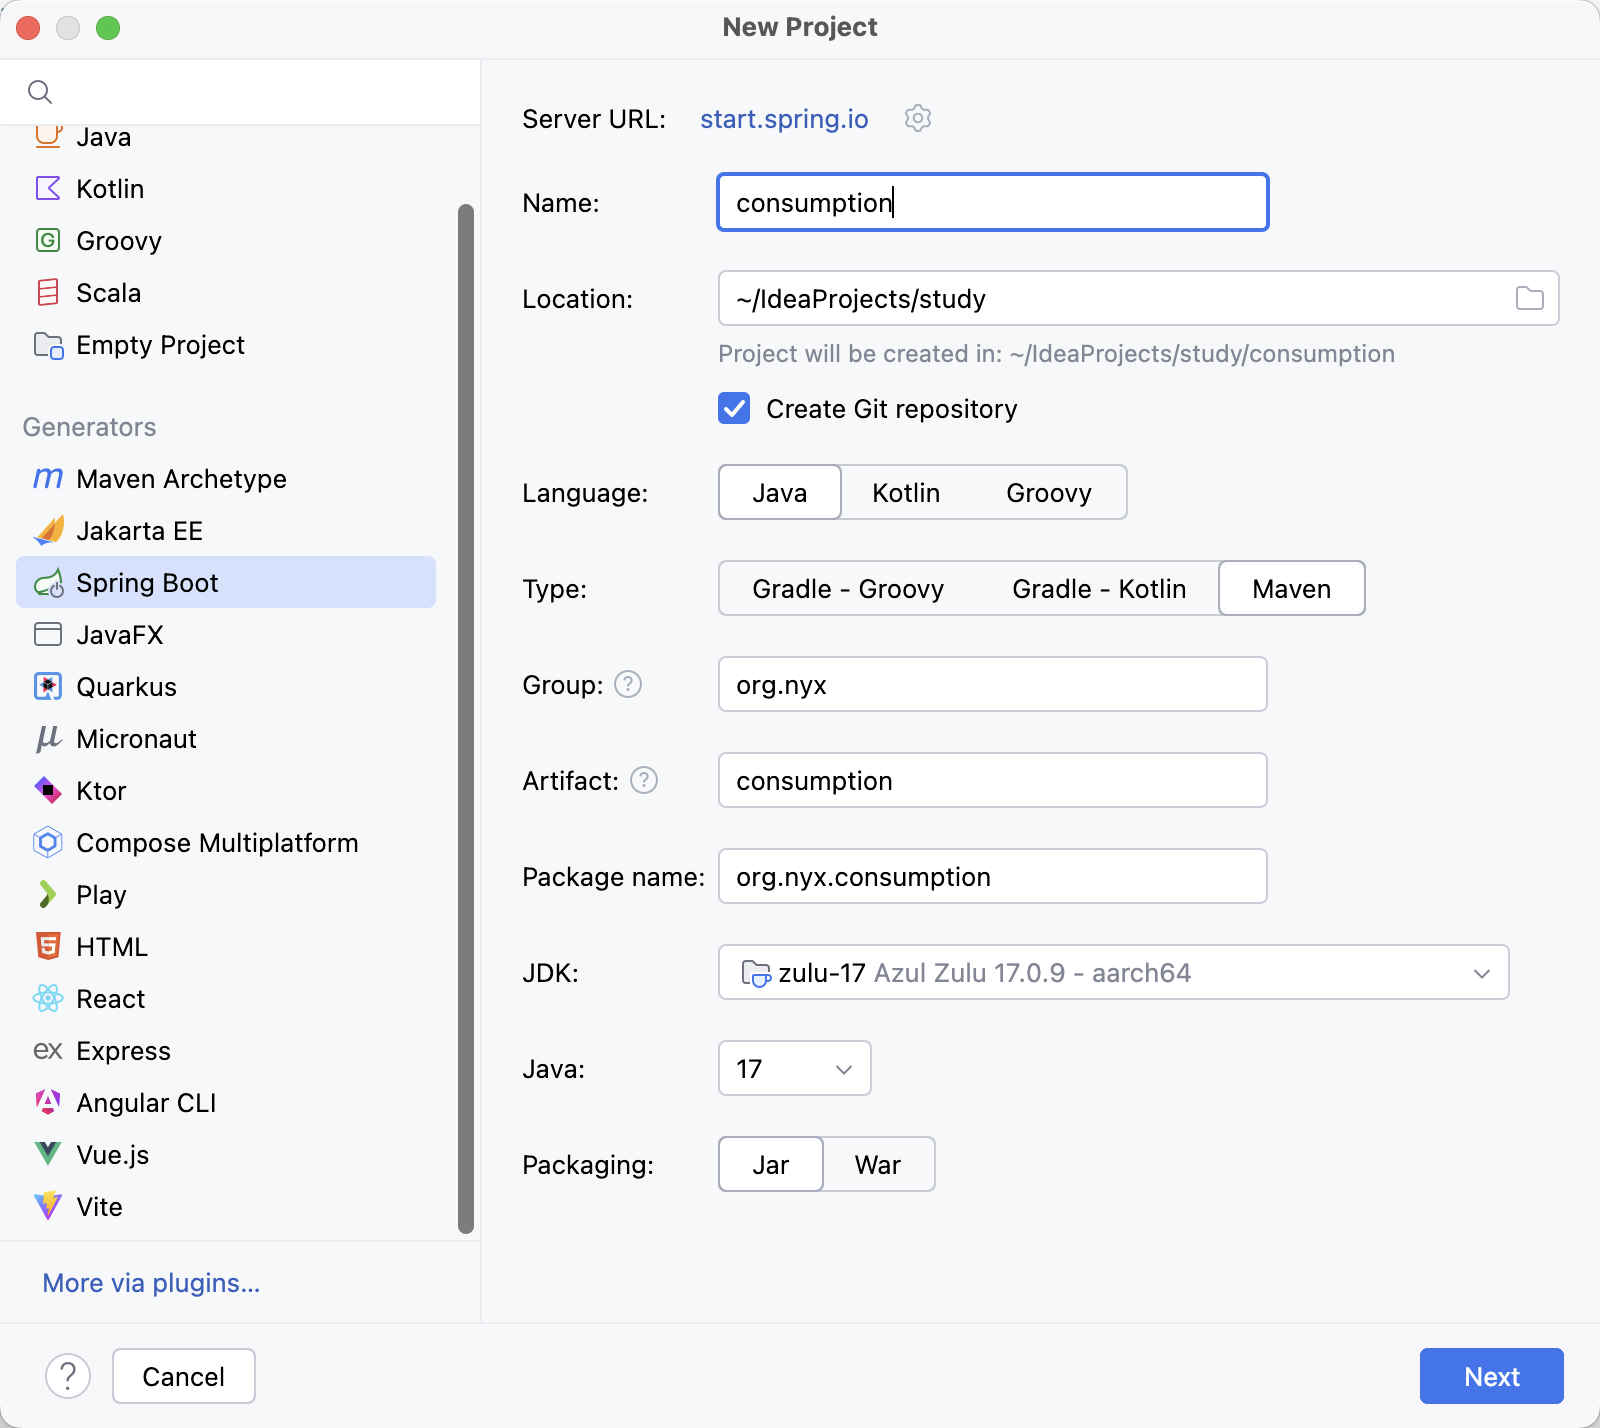 New Project
Java
Kotlin
Groovy
Scala
Empty Project
Generators
Maven Archetype
Jakarta EE
Spring Boot
JavaFX
Quarkus
Micronaut
Ktor
Compose Multiplatform
Play
HTML
React
ex Express
Angular CLI
Vue.js
Vite
More via plugins...
Server URL: start.spring.io
Name: consumption
Location: ~/IdeaProjects/study
Project will be created in: ~/IdeaProjects/study/consumption
Create Git repository
Language: Java Kotlin Groovy
Type: Gradle - Groovy Gradle - Kotlin Maven
Group: ? org.nyx
Artifact: ? consumption
Package name: org.nyx.consumption
JDK: zulu-17 Azul Zulu 17.0.9 - aarch64
Java: 17
Packaging: Jar War
? Cancel Next